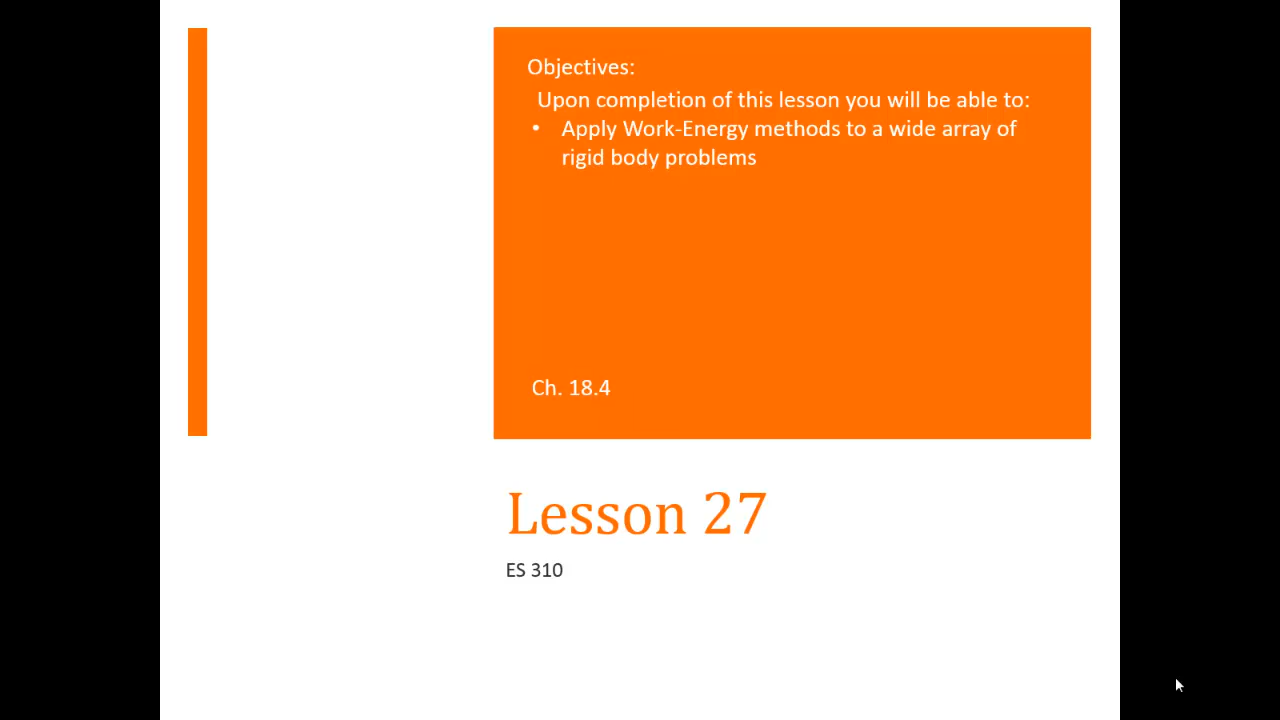 Objectives:
Upon completion of this lesson you will be able to:
• Apply Work-Energy methods to a wide array of
rigid body problems
Ch. 18.4
Lesson 27
ES 310